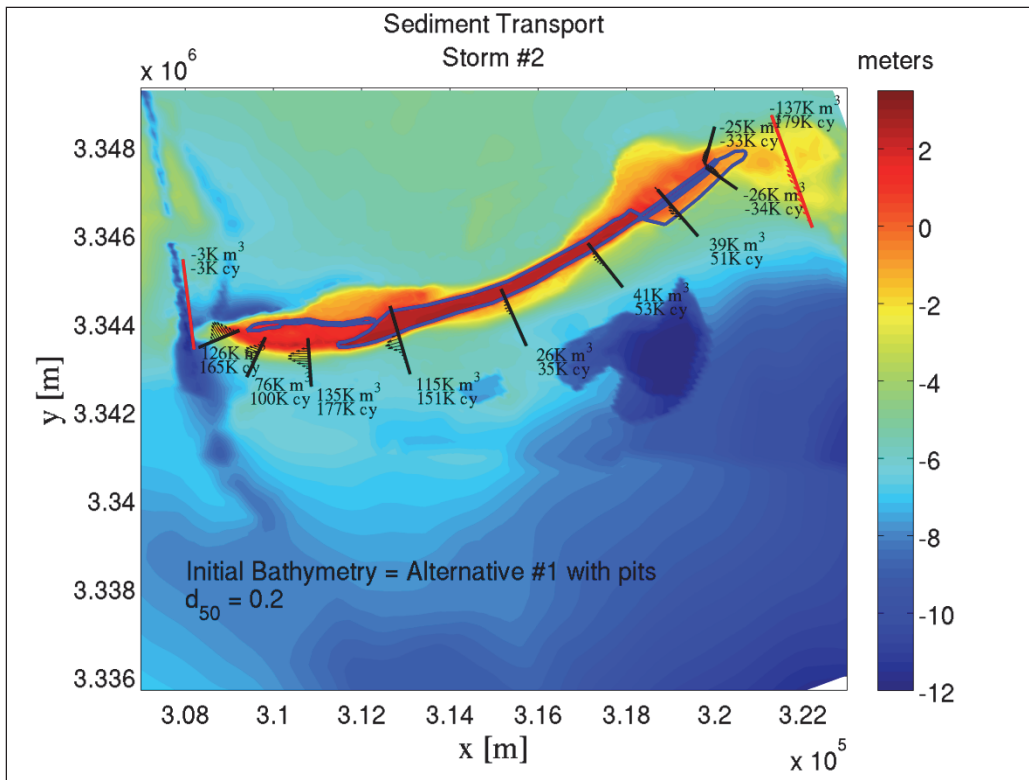 Sediment Transport
Storm #2
x 10^6
meters
-137K m^3
-179K cy
-25K m^3
-33K cy
-26K m^3
-34K cy
39K m^3
51K cy
41K m^3
53K cy
26K m^3
35K cy
115K m^3
151K cy
135K m^3
177K cy
76K m^3
100K cy
126K m^3
165K cy
-3K m^3
-3K cy
3.348
3.346
3.344
3.342
3.34
3.338
3.336
y [m]
Initial Bathymetry = Alternative #1 with pits
d_50 = 0.2
3.08
3.1
3.12
3.14
3.16
3.18
3.2
3.22
x [m]
x 10^5
2
0
-2
-4
-6
-8
-10
-12